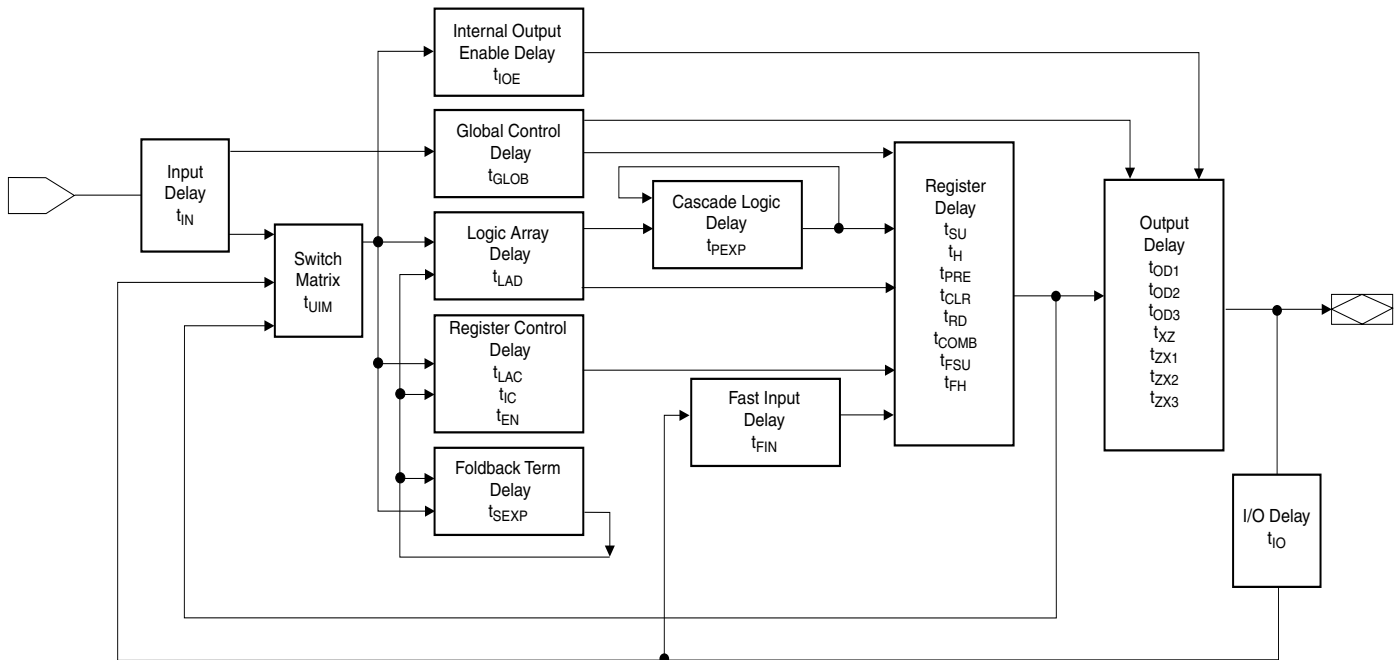 Internal Output
Enable Delay
tIOE
Global Control
Delay
tGLOB
Input
Delay
tIN
Switch
Matrix
tUIM
Logic Array
Delay
tLAD
Cascade Logic
Delay
tPEXP
Register Control
Delay
tLAC
tIC
tEN
Fast Input
Delay
tFIN
Foldback Term
Delay
tSEXP
Register
Delay
tSU
tH
tPRE
tCLR
tRD
tCOMB
tFSU
tFH
Output
Delay
tOD1
tOD2
tOD3
tXZ
tZX1
tZX2
tZX3
I/O Delay
tIO